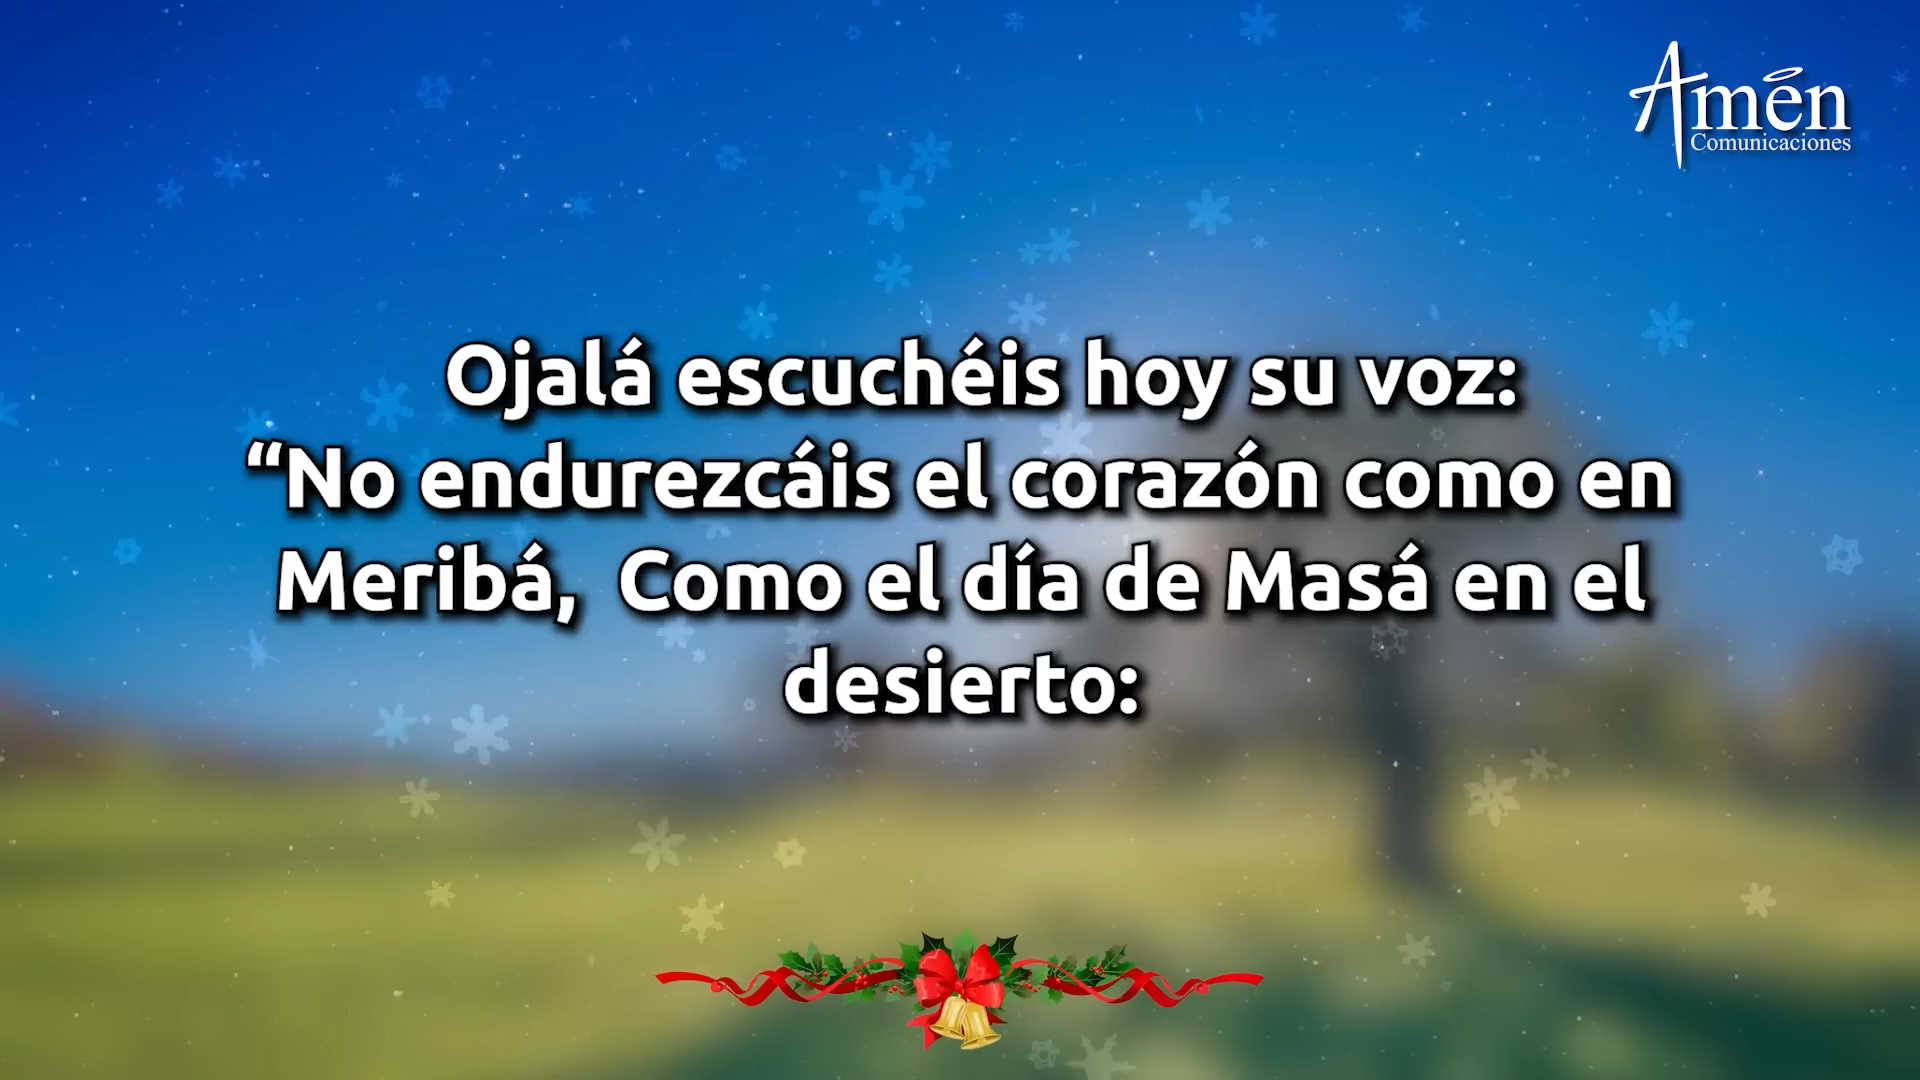 Amén
Comunicaciones
Ojalá escuchéis hoy su voz:
“No endurezcáis el corazón como en
Meribá,  Como el día de Masá en el
desierto: